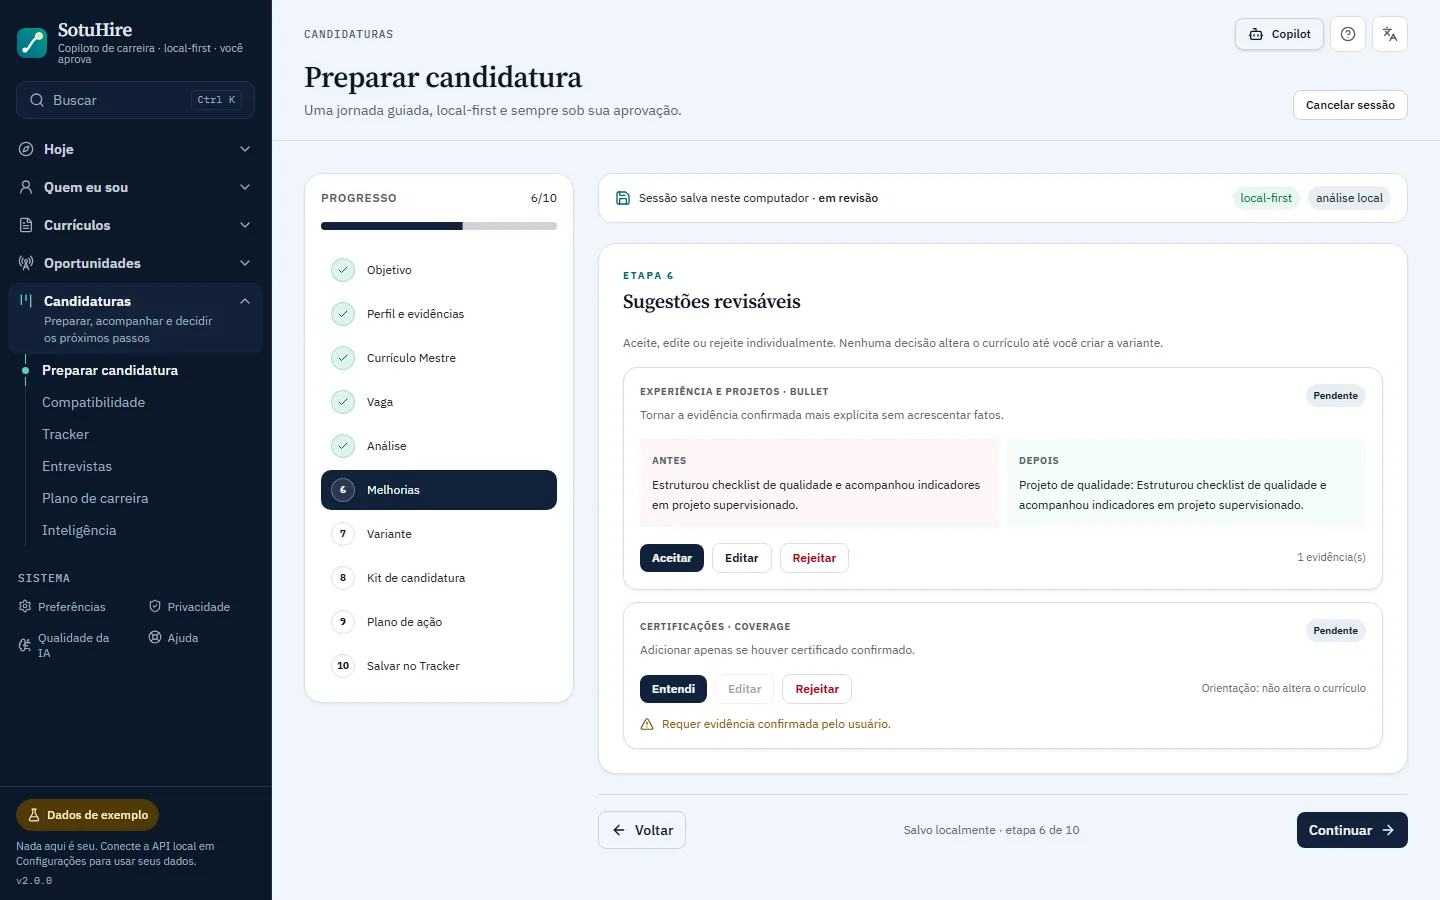 SotuHire
Copiloto de carreira · local-first · você
aprova
Buscar
Ctrl K
Hoje
Quem eu sou
Currículos
Oportunidades
Candidaturas
Preparar, acompanhar e decidir
os próximos passos
Preparar candidatura
Compatibilidade
Tracker
Entrevistas
Plano de carreira
Inteligência
SISTEMA
Preferências
Privacidade
Qualidade da
IA
Ajuda
Dados de exemplo
Nada aqui é seu. Conecte a API local em
Configurações para usar seus dados.
v2.0.0
CANDIDATURAS
Copilot
Preparar candidatura
Uma jornada guiada, local-first e sempre sob sua aprovação.
Cancelar sessão
PROGRESSO
6/10
Objetivo
Perfil e evidências
Currículo Mestre
Vaga
Análise
6 Melhorias
7 Variante
8 Kit de candidatura
9 Plano de ação
10 Salvar no Tracker
Sessão salva neste computador · em revisão
local-first
análise local
ETAPA 6
Sugestões revisáveis
Aceite, edite ou rejeite individualmente. Nenhuma decisão altera o currículo até você criar a variante.
EXPERIÊNCIA E PROJETOS · BULLET
Pendente
Tornar a evidência confirmada mais explícita sem acrescentar fatos.
ANTES
Estruturou checklist de qualidade e acompanhou indicadores
em projeto supervisionado.
DEPOIS
Projeto de qualidade: Estruturou checklist de qualidade e
acompanhou indicadores em projeto supervisionado.
Aceitar
Editar
Rejeitar
1 evidência(s)
CERTIFICAÇÕES · COVERAGE
Pendente
Adicionar apenas se houver certificado confirmado.
Entendi
Editar
Rejeitar
Orientação: não altera o currículo
Requer evidência confirmada pelo usuário.
Voltar
Salvo localmente · etapa 6 de 10
Continuar